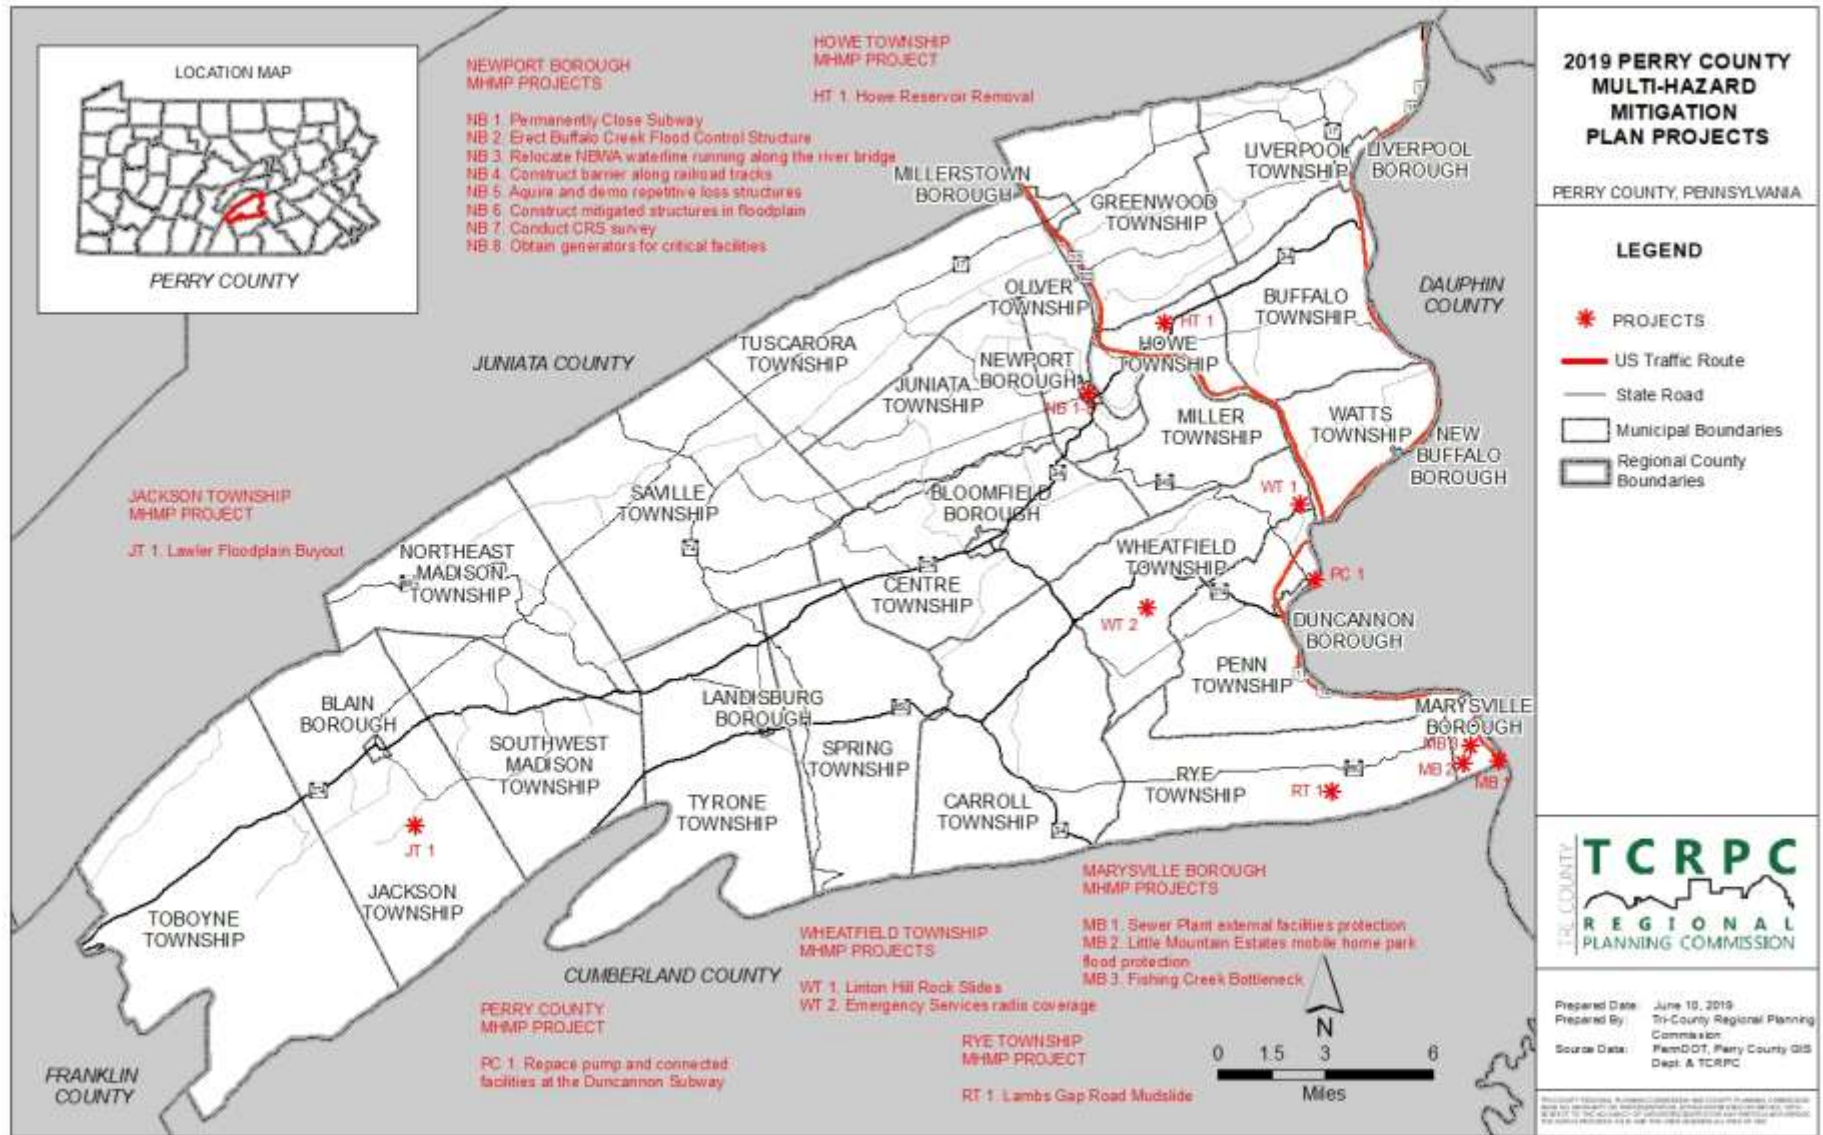 LOCATION MAP
PERRY COUNTY
NEWPORT BOROUGH
MHMP PROJECTS
NB 1. Permanently Close Subway
NB 2. Erect Buffalo Creek Flood Control Structure
NB 3. Relocate NBWA waterline running along the river bridge
NB 4. Construct barrier along railroad tracks
NB 5. Aquire and demo repetitive loss structures
NB 6. Construct mitigated structures in floodplain
NB 7. Conduct CRS survey
NB 8. Obtain generators for critical facilities
HOWE TOWNSHIP
MHMP PROJECT
HT 1. Howe Reservoir Removal
JACKSON TOWNSHIP
MHMP PROJECT
JT 1. Lawler Floodplain Buyout
JUNIATA COUNTY
DAUPHIN
COUNTY
CUMBERLAND COUNTY
FRANKLIN
COUNTY
MILLERSTOWN
BOROUGH
LIVERPOOL
TOWNSHIP
LIVERPOOL
BOROUGH
GREENWOOD
TOWNSHIP
17
17
34
OLIVER
TOWNSHIP
BUFFALO
TOWNSHIP
HT 1
HOWE
TOWNSHIP
TUSCARORA
TOWNSHIP
NEWPORT
BOROUGH
JUNIATA
TOWNSHIP
MILLER
TOWNSHIP
WATTS
TOWNSHIP
NEW
BUFFALO
BOROUGH
34
WT 1
SAVILLE
TOWNSHIP
BLOOMFIELD
BOROUGH
74
NORTHEAST
MADISON
TOWNSHIP
CENTRE
TOWNSHIP
WHEATFIELD
TOWNSHIP
PC 1
WT 2
DUNCANNON
BOROUGH
PENN
TOWNSHIP
BLAIN
BOROUGH
LANDISBURG
BOROUGH
SOUTHWEST
MADISON
TOWNSHIP
SPRING
TOWNSHIP
MARYSVILLE
BOROUGH
MB 3
MB 2
MB 1
RYE
TOWNSHIP
RT 1
TYRONE
TOWNSHIP
CARROLL
TOWNSHIP
34
JT 1
JACKSON
TOWNSHIP
TOBOYNE
TOWNSHIP
MARYSVILLE BOROUGH
MHMP PROJECTS
MB 1. Sewer Plant external facilities protection
MB 2. Little Mountain Estates mobile home park
flood protection
MB 3. Fishing Creek Bottleneck
WHEATFIELD TOWNSHIP
MHMP PROJECTS
WT 1. Linton Hill Rock Slides
WT 2. Emergency Services radio coverage
PERRY COUNTY
MHMP PROJECT
PC 1. Repace pump and connected
facilities at the Duncannon Subway
RYE TOWNSHIP
MHMP PROJECT
RT 1. Lambs Gap Road Mudslide
N
0 1.5 3 6
Miles
2019 PERRY COUNTY
MULTI-HAZARD
MITIGATION
PLAN PROJECTS
PERRY COUNTY, PENNSYLVANIA
LEGEND
PROJECTS
US Traffic Route
State Road
Municipal Boundaries
Regional County
Boundaries
TRI COUNTY
TCRPC
REGIONAL
PLANNING COMMISSION
Prepared Date: June 10, 2019
Prepared By: Tri-County Regional Planning
Commission
Source Data: PennDOT, Perry County GIS
Dept. & TCRPC